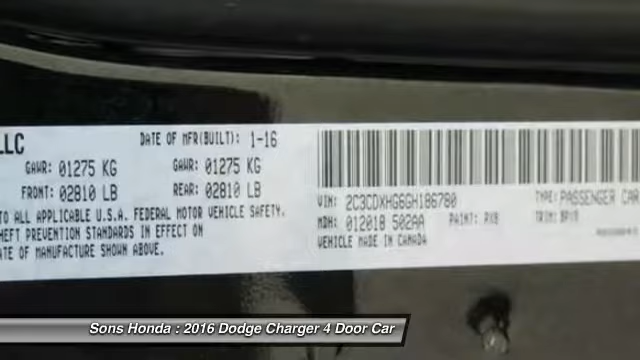 LLC
DATE OF MFR(BUILT): 1-16
GAWR: 01275 KG GAWR: 01275 KG
FRONT: 02810 LB REAR: 02810 LB
TO ALL APPLICABLE U.S.A. FEDERAL MOTOR VEHICLE SAFETY,
THEFT PREVENTION STANDARDS IN EFFECT ON
DATE OF MANUFACTURE SHOWN ABOVE.
VIN: 2C3CDXHG6GH186780 TYPE: PASSENGER CAR
MDH: 012018 502AA PAINT: PX8 TRIM: BPX9
VEHICLE MADE IN CANADA
Sons Honda : 2016 Dodge Charger 4 Door Car